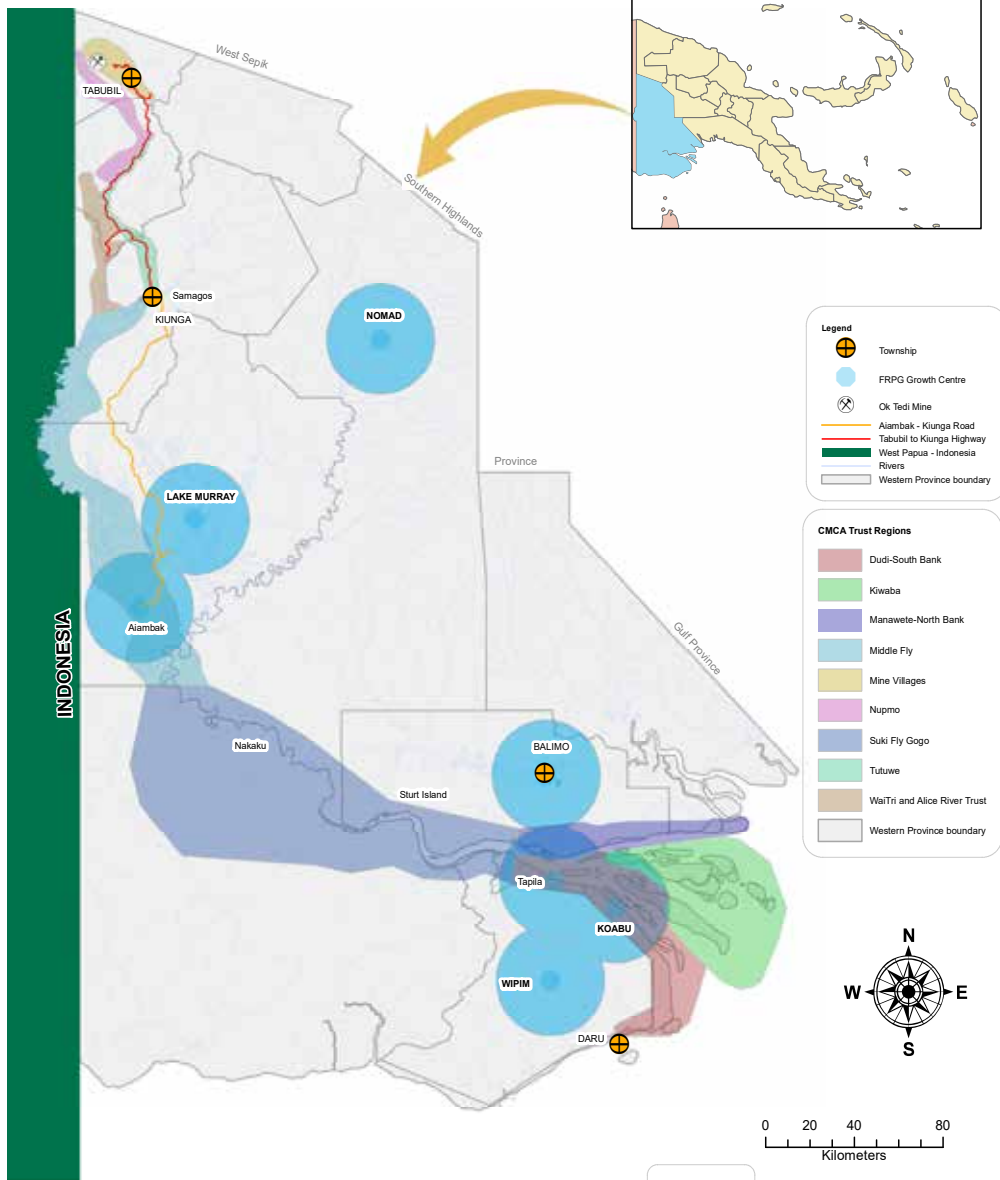 West Sepik
TABUBIL
Southern Highlands
Samagos
KIUNGA
NOMAD
Province
LAKE MURRAY
Aiambak
INDONESIA
Gulf Province
Nakaku
BALIMO
Sturt Island
Tapila
KOABU
WIPIM
DARU
Legend
Township
FRPG Growth Centre
Ok Tedi Mine
Aiambak - Kiunga Road
Tabubil to Kiunga Highway
West Papua - Indonesia
Rivers
Western Province boundary
CMCA Trust Regions
Dudi-South Bank
Kiwaba
Manawete-North Bank
Middle Fly
Mine Villages
Nupmo
Suki Fly Gogo
Tutuwe
WaiTri and Alice River Trust
Western Province boundary
N
W E
S
0 20 40 80
Kilometers